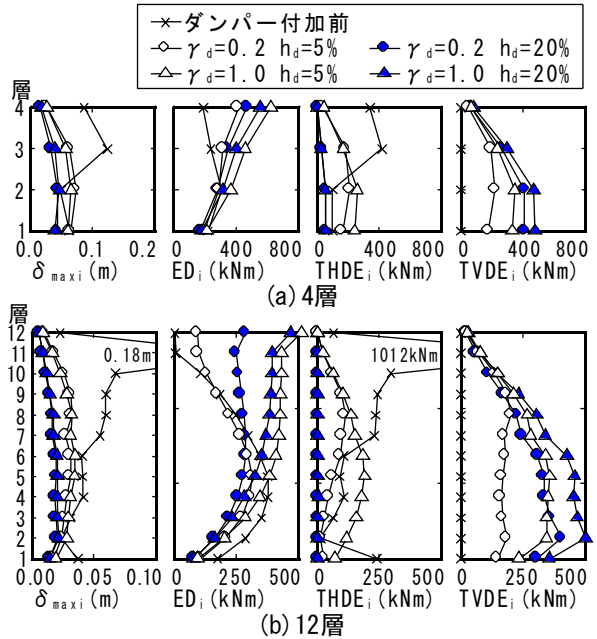 ダンパー付加前
γd=0.2 hd=5% γd=0.2 hd=20%
γd=1.0 hd=5% γd=1.0 hd=20%
層
4
3
2
1
0.0 0.1 0.2 0 400 800 0 400 800 0 400 800
δmaxi(m) EDi(kNm) THDEi(kNm) TVDEi(kNm)
(a)4層
層
12
11 0.18m 1012kNm
10
9
8
7
6
5
4
3
2
1
0.00 0.05 0.10 0 250 500 0 250 500 0 250 500
δmaxi(m) EDi(kNm) THDEi(kNm) TVDEi(kNm)
(b)12層